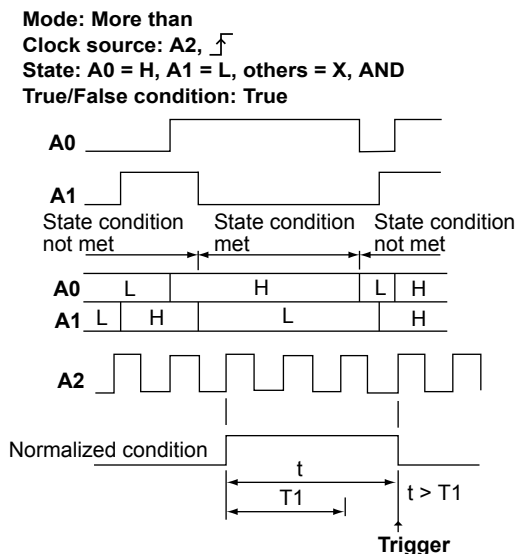 Mode: More than
Clock source: A2,
State: A0 = H, A1 = L, others = X, AND
True/False condition: True
A0
A1
State condition not met
State condition met
State condition not met
A0 L H L H
A1 L H L H
A2
Normalized condition
t
T1
t > T1
Trigger